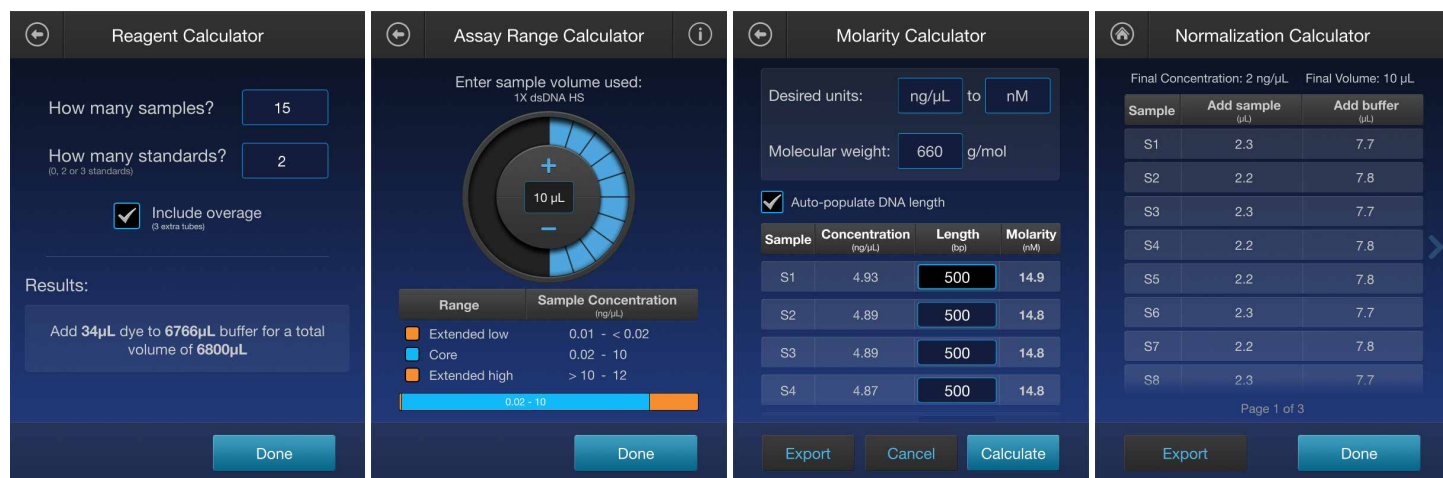 Reagent Calculator
How many samples? 15
How many standards? 2
(0, 2 or 3 standards)
Include overage
(3 extra tubes)
Results:
Add 34µL dye to 6766µL buffer for a total
volume of 6800µL
Done
Assay Range Calculator i
Enter sample volume used:
1X dsDNA HS
+
10 µL
−
Range Sample Concentration
(ng/µL)
Extended low 0.01 - < 0.02
Core 0.02 - 10
Extended high > 10 - 12
0.02 - 10
Done
Molarity Calculator
Desired units: ng/µL to nM
Molecular weight: 660 g/mol
Auto-populate DNA length
Sample Concentration Length Molarity
(ng/µL) (bp) (nM)
S1 4.93 500 14.9
S2 4.89 500 14.8
S3 4.89 500 14.8
S4 4.87 500 14.8
Export Cancel Calculate
Normalization Calculator
Final Concentration: 2 ng/µL Final Volume: 10 µL
Sample Add sample Add buffer
(µL) (µL)
S1 2.3 7.7
S2 2.2 7.8
S3 2.3 7.7
S4 2.2 7.8
S5 2.2 7.8
S6 2.3 7.7
S7 2.2 7.8
S8 2.3 7.7
Page 1 of 3
Export Done